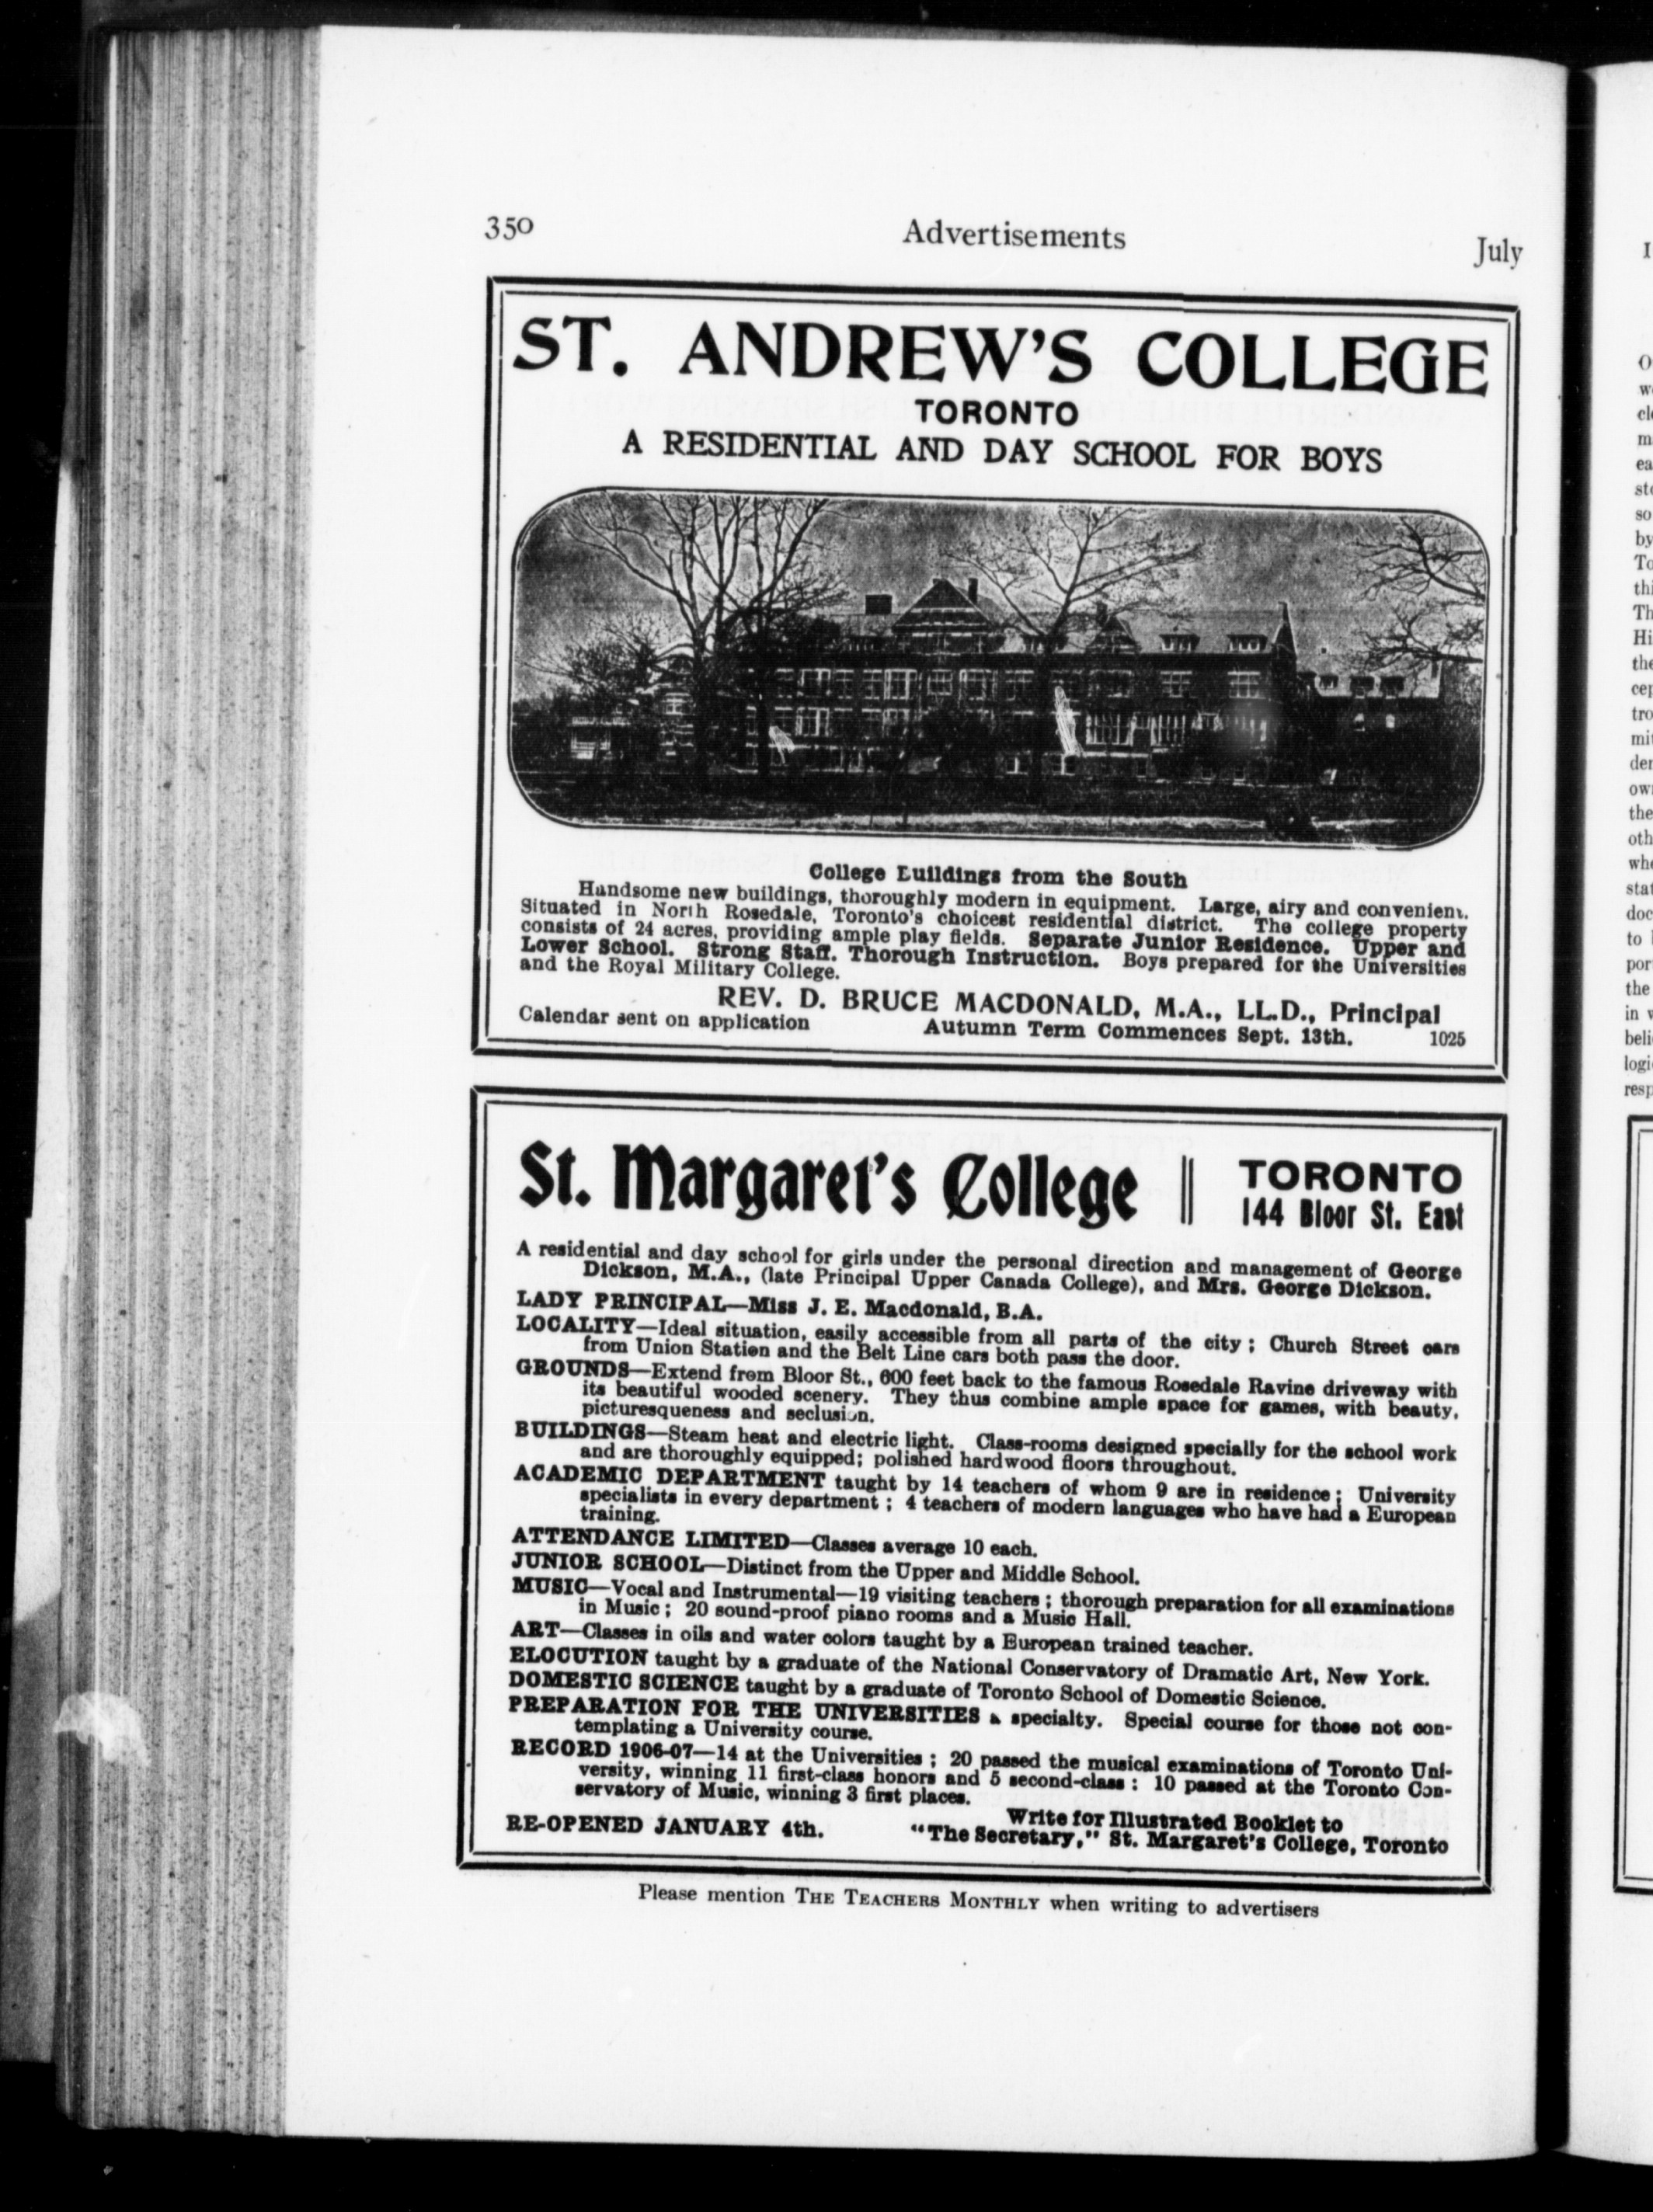 350
Advertisements
July
ST. ANDREW'S COLLEGE
TORONTO
A RESIDENTIAL AND DAY SCHOOL FOR BOYS
College Buildings from the South
Handsome new buildings, thoroughly modern in equipment. Large, airy and convenient.
Situated in North Rosedale, Toronto's choicest residential district. The college property
consists of 24 acres, providing ample play fields. Separate Junior Residence. Upper and
Lower School. Strong Staff. Thorough Instruction. Boys prepared for the Universities
and the Royal Military College.
REV. D. BRUCE MACDONALD, M.A., LL.D., Principal
Calendar sent on application Autumn Term Commences Sept. 13th. 1025
St. Margaret's College || TORONTO
144 Bloor St. East
A residential and day school for girls under the personal direction and management of George
Dickson, M.A., (late Principal Upper Canada College), and Mrs. George Dickson.
LADY PRINCIPAL—Miss J. E. Macdonald, B.A.
LOCALITY—Ideal situation, easily accessible from all parts of the city; Church Street cars
from Union Station and the Belt Line cars both pass the door.
GROUNDS—Extend from Bloor St., 600 feet back to the famous Rosedale Ravine driveway with
its beautiful wooded scenery. They thus combine ample space for games, with beauty,
picturesqueness and seclusion.
BUILDINGS—Steam heat and electric light. Class-rooms designed specially for the school work
and are thoroughly equipped; polished hardwood floors throughout.
ACADEMIC DEPARTMENT taught by 14 teachers of whom 9 are in residence; University
specialists in every department; 4 teachers of modern languages who have had a European
training.
ATTENDANCE LIMITED—Classes average 10 each.
JUNIOR SCHOOL—Distinct from the Upper and Middle School.
MUSIC—Vocal and Instrumental—19 visiting teachers; thorough preparation for all examinations
in Music; 20 sound-proof piano rooms and a Music Hall.
ART—Classes in oils and water colors taught by a European trained teacher.
ELOCUTION taught by a graduate of the National Conservatory of Dramatic Art, New York.
DOMESTIC SCIENCE taught by a graduate of Toronto School of Domestic Science.
PREPARATION FOR THE UNIVERSITIES a specialty. Special course for those not con-
templating a University course.
RECORD 1906-07—14 at the Universities; 20 passed the musical examinations of Toronto Uni-
versity, winning 11 first-class honors and 5 second-class: 10 passed at the Toronto Con-
servatory of Music, winning 3 first places.
Write for Illustrated Booklet to
RE-OPENED JANUARY 4th. "The Secretary," St. Margaret's College, Toronto
Please mention THE TEACHERS MONTHLY when writing to advertisers